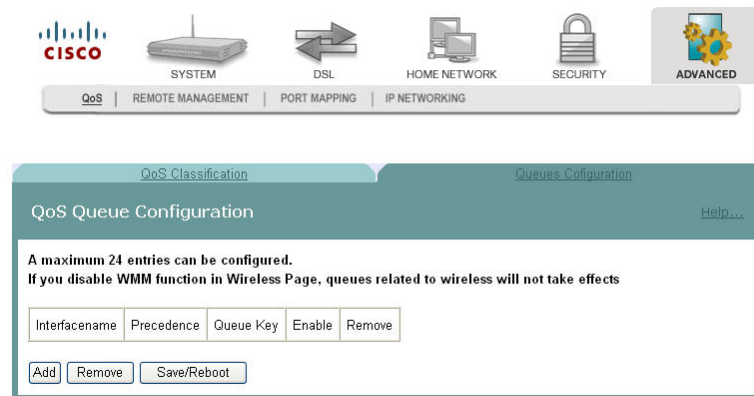 CISCO
SYSTEM
DSL
HOME NETWORK
SECURITY
ADVANCED
QoS | REMOTE MANAGEMENT | PORT MAPPING | IP NETWORKING
QoS Classification
Queues Cofiguration
QoS Queue Configuration
Help...
A maximum 24 entries can be configured.
If you disable WMM function in Wireless Page, queues related to wireless will not take effects
Interfacename Precedence Queue Key Enable Remove
Add Remove Save/Reboot